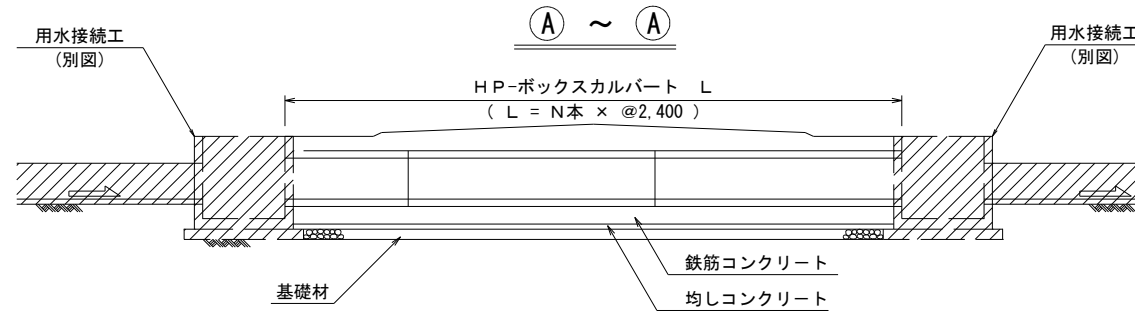 Ⓐ ～ Ⓐ
用水接続工
(別図)
用水接続工
(別図)
ＨＰ-ボックスカルバート Ｌ
( Ｌ = Ｎ本 × @2,400 )
鉄筋コンクリート
基礎材
均しコンクリート